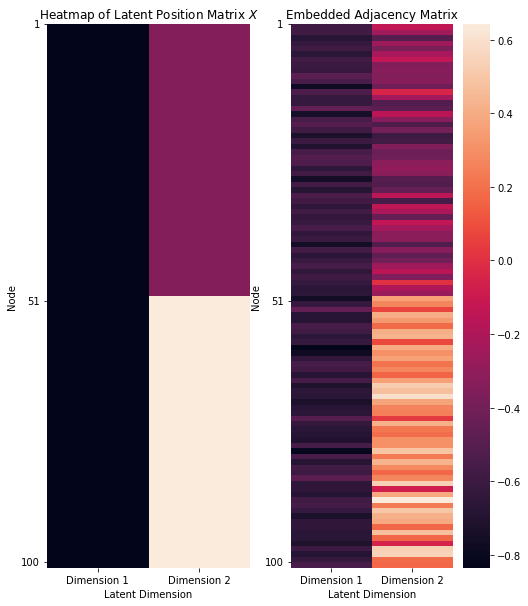 Heatmap of Latent Position Matrix X
Embedded Adjacency Matrix
1
51
100
Node
Dimension 1
Dimension 2
Latent Dimension
1
51
100
Node
Dimension 1
Dimension 2
Latent Dimension
0.6
0.4
0.2
0.0
−0.2
−0.4
−0.6
−0.8